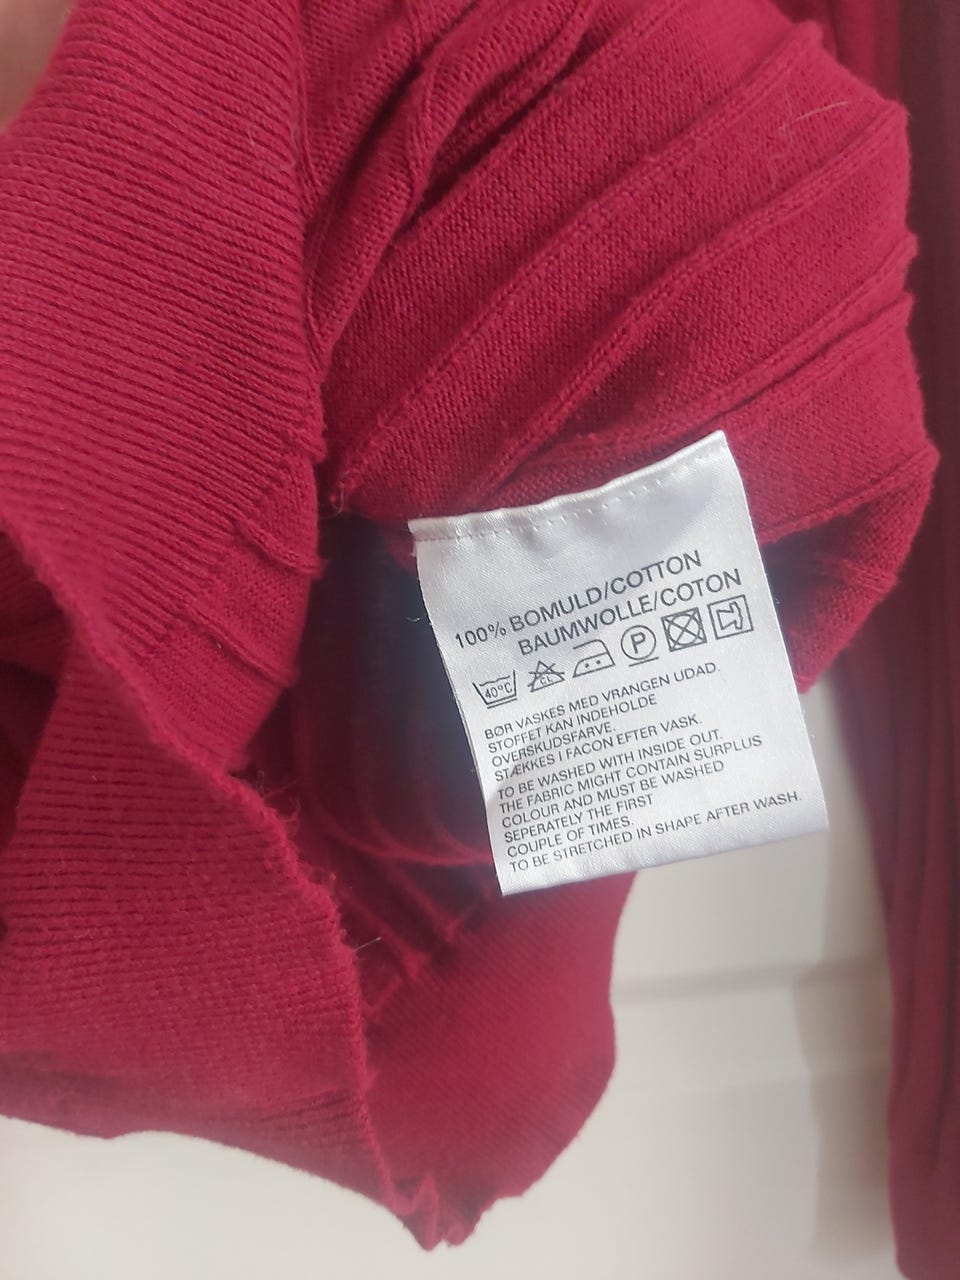 100% BOMULD/COTTON
BAUMWOLLE/COTON
40°C CL P
BØR VASKES MED VRANGEN UDAD.
STOFFET KAN INDEHOLDE
OVERSKUDSFARVE.
STÆKKES I FACON EFTER VASK.
TO BE WASHED WITH INSIDE OUT.
THE FABRIC MIGHT CONTAIN SURPLUS
COLOUR AND MUST BE WASHED
SEPERATELY THE FIRST
COUPLE OF TIMES.
TO BE STRETCHED IN SHAPE AFTER WASH.